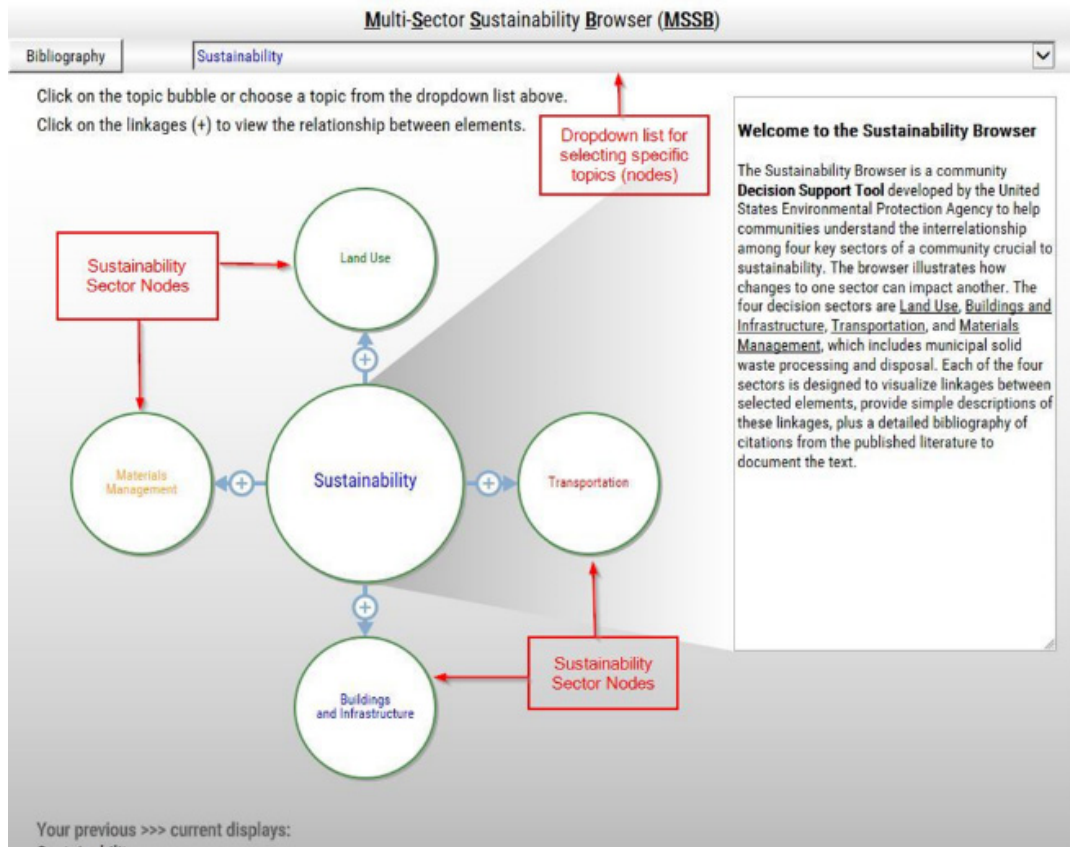 Multi-Sector Sustainability Browser (MSSB)
Bibliography
Sustainability
Click on the topic bubble or choose a topic from the dropdown list above.
Click on the linkages (+) to view the relationship between elements.
Dropdown list for
selecting specific
topics (nodes)
Sustainability
Sector Nodes
Land Use
+
Materials
Management
+
Sustainability
+
Transportation
+
Buildings
and Infrastructure
Sustainability
Sector Nodes
Welcome to the Sustainability Browser
The Sustainability Browser is a community
Decision Support Tool developed by the United
States Environmental Protection Agency to help
communities understand the interrelationship
among four key sectors of a community crucial to
sustainability. The browser illustrates how
changes to one sector can impact another. The
four decision sectors are Land Use, Buildings and
Infrastructure, Transportation, and Materials
Management, which includes municipal solid
waste processing and disposal. Each of the four
sectors is designed to visualize linkages between
selected elements, provide simple descriptions of
these linkages, plus a detailed bibliography of
citations from the published literature to
document the text.
Your previous >>> current displays: